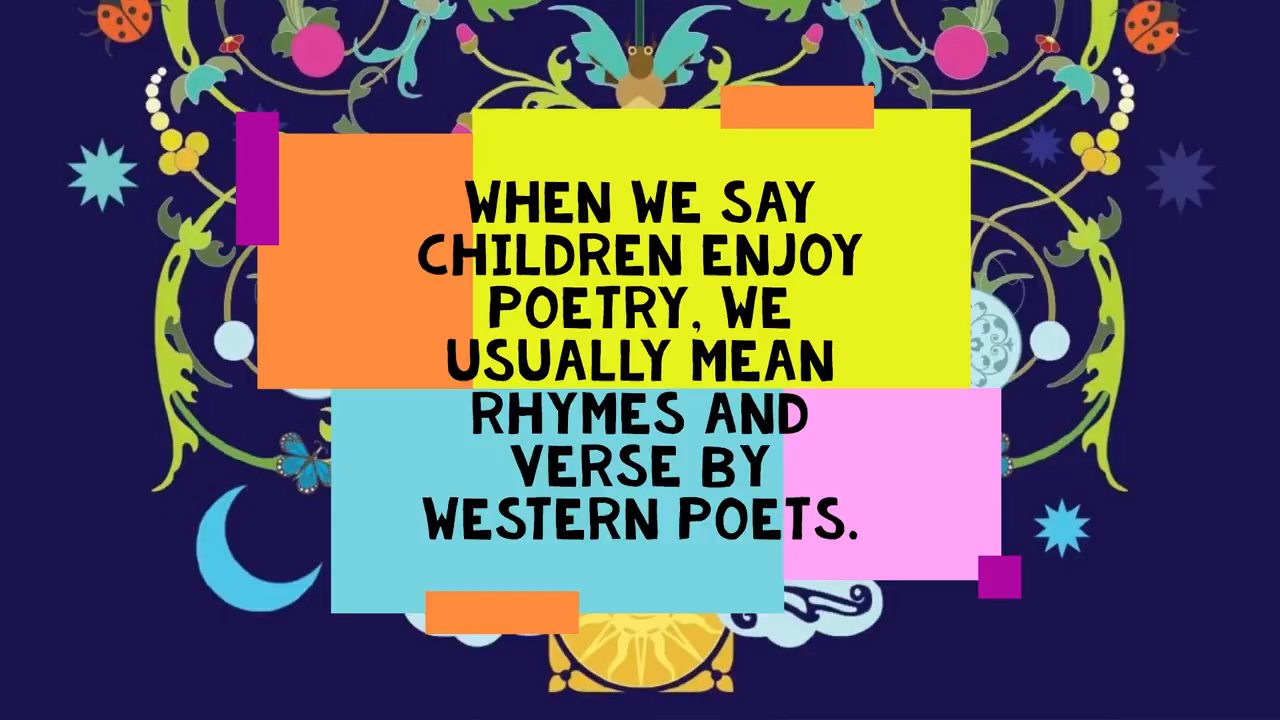 WHEN WE SAY
CHILDREN ENJOY
POETRY, WE
USUALLY MEAN
RHYMES AND
VERSE BY
WESTERN POETS.